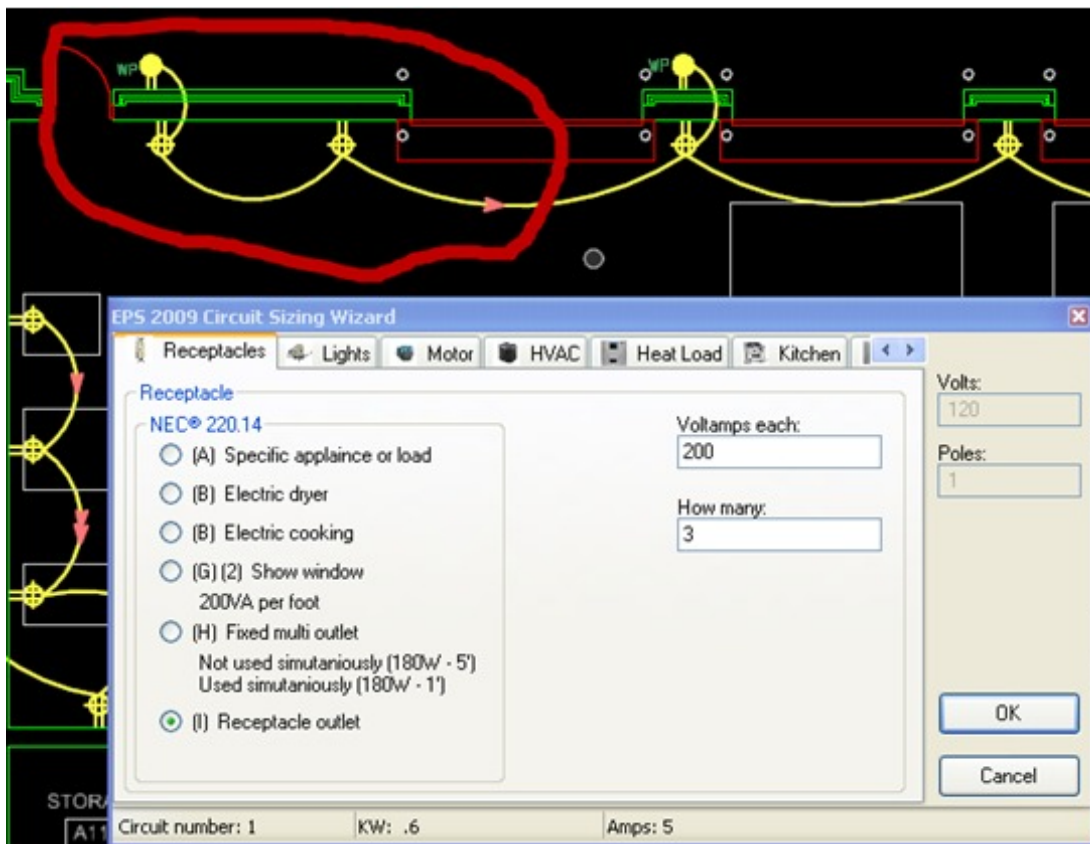 WP
WP
EPS 2009 Circuit Sizing Wizard
Receptacles Lights Motor HVAC Heat Load Kitchen
Receptacle
NEC® 220.14
(A) Specific applaince or load
(B) Electric dryer
(B) Electric cooking
(G) (2) Show window
200VA per foot
(H) Fixed multi outlet
Not used simutaniously (180W - 5')
Used simutaniously (180W - 1')
(I) Receptacle outlet
Voltamps each:
200
How many:
3
Volts:
120
Poles:
1
OK
Cancel
STORA
A11
Circuit number: 1 KW: .6 Amps: 5